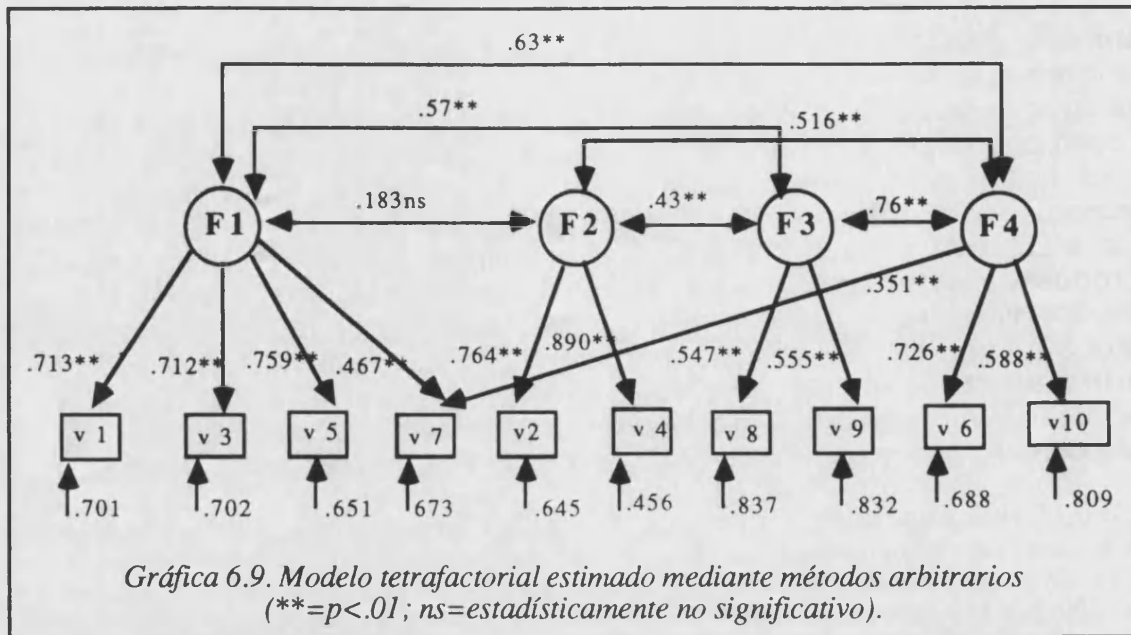 .63**
.57**
.516**
.183ns
.43**
.76**
F1
F2
F3
F4
.351**
.713**
.712**
.759**
.467*
.764**
.890**
.547**
.555**
.726**
.588**
v 1
v 3
v 5
v 7
v2
v 4
v 8
v 9
v 6
v10
.701
.702
.651
.673
.645
.456
.837
.832
.688
.809
Gráfica 6.9. Modelo tetrafactorial estimado mediante métodos arbitrarios
(**=p<.01; ns=estadísticamente no significativo).